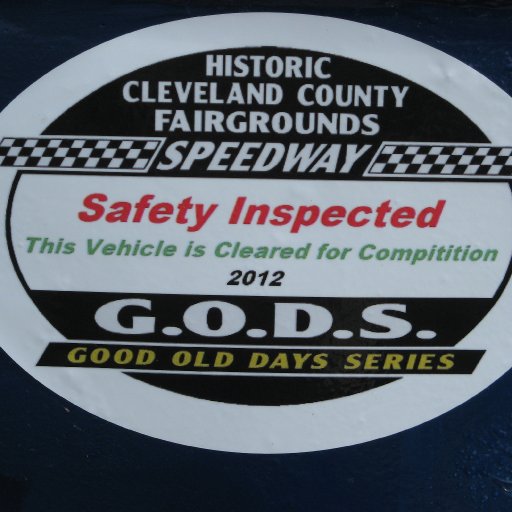 HISTORIC
CLEVELAND COUNTY
FAIRGROUNDS
SPEEDWAY
Safety Inspected
This Vehicle is Cleared for Compitition
2012
G.O.D.S.
GOOD OLD DAYS SERIES